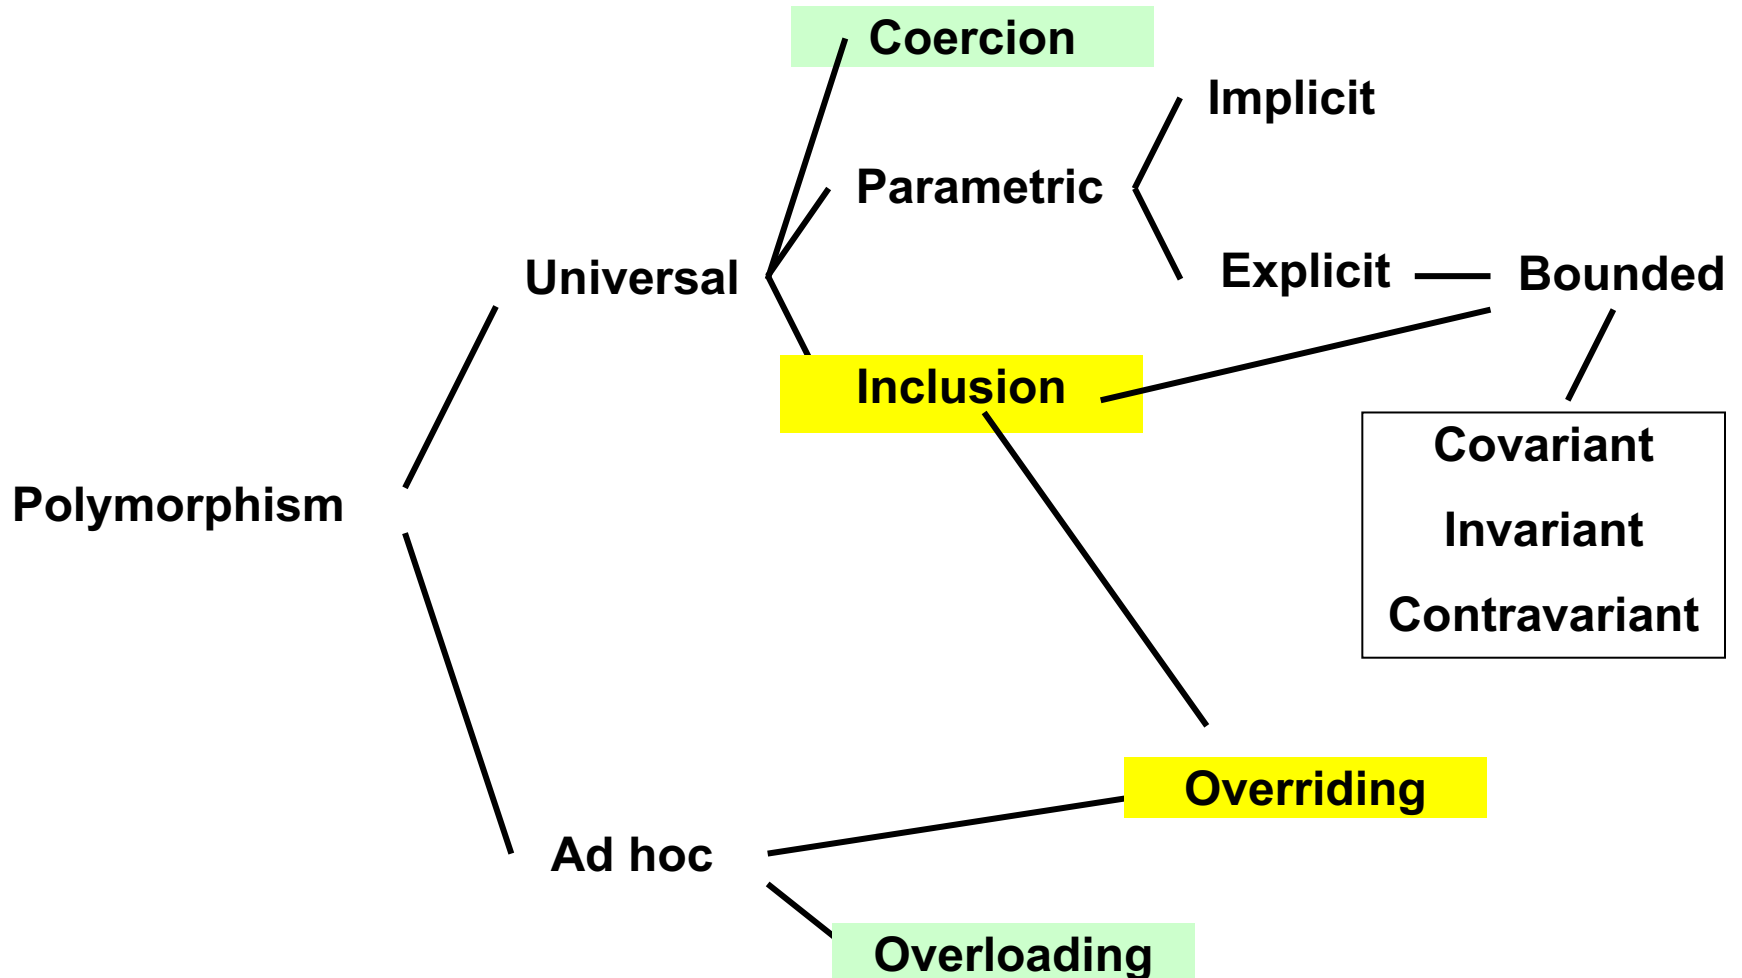 Coercion
Implicit
Parametric
Universal
Explicit
Bounded
Inclusion
Covariant
Polymorphism
Invariant
Contravariant
Overriding
Ad hoc
Overloading